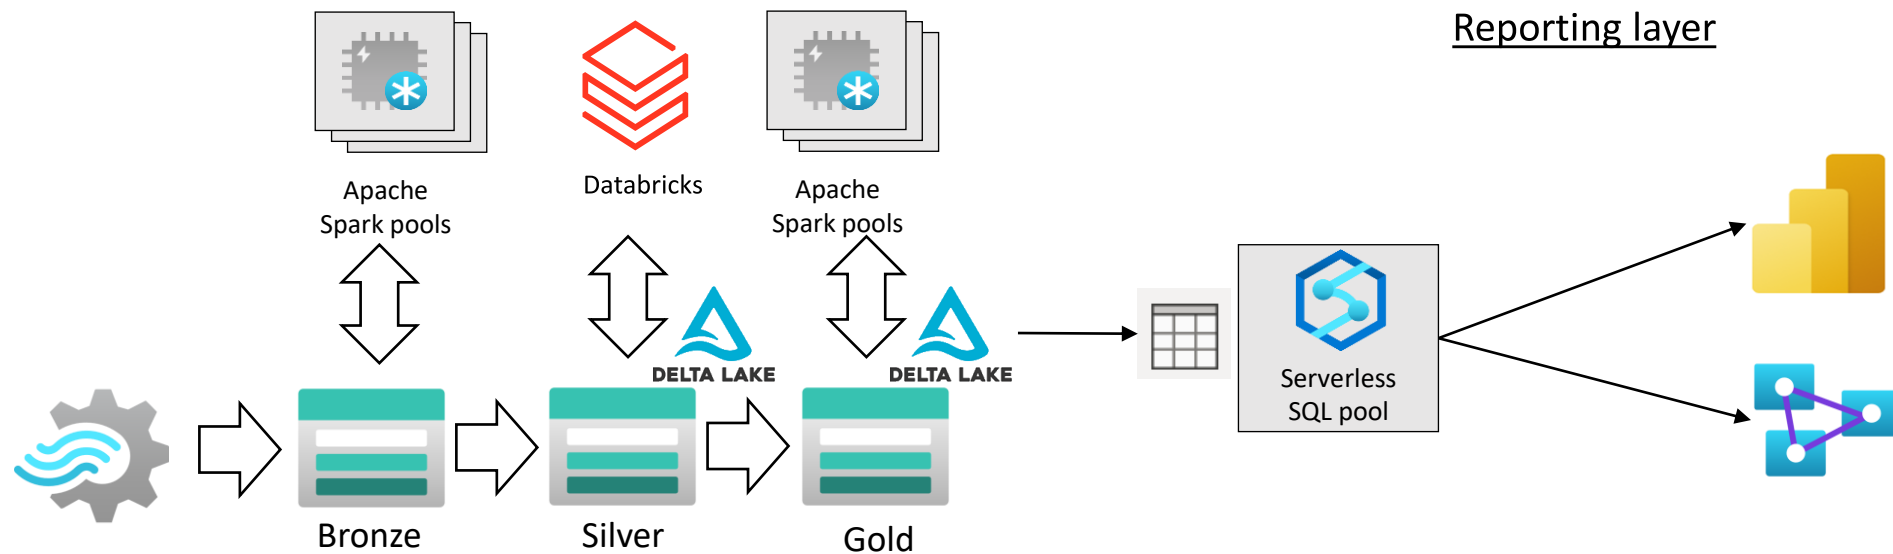 Reporting layer
Apache
Spark pools
Databricks
Apache
Spark pools
DELTA LAKE
DELTA LAKE
Serverless
SQL pool
Bronze
Silver
Gold